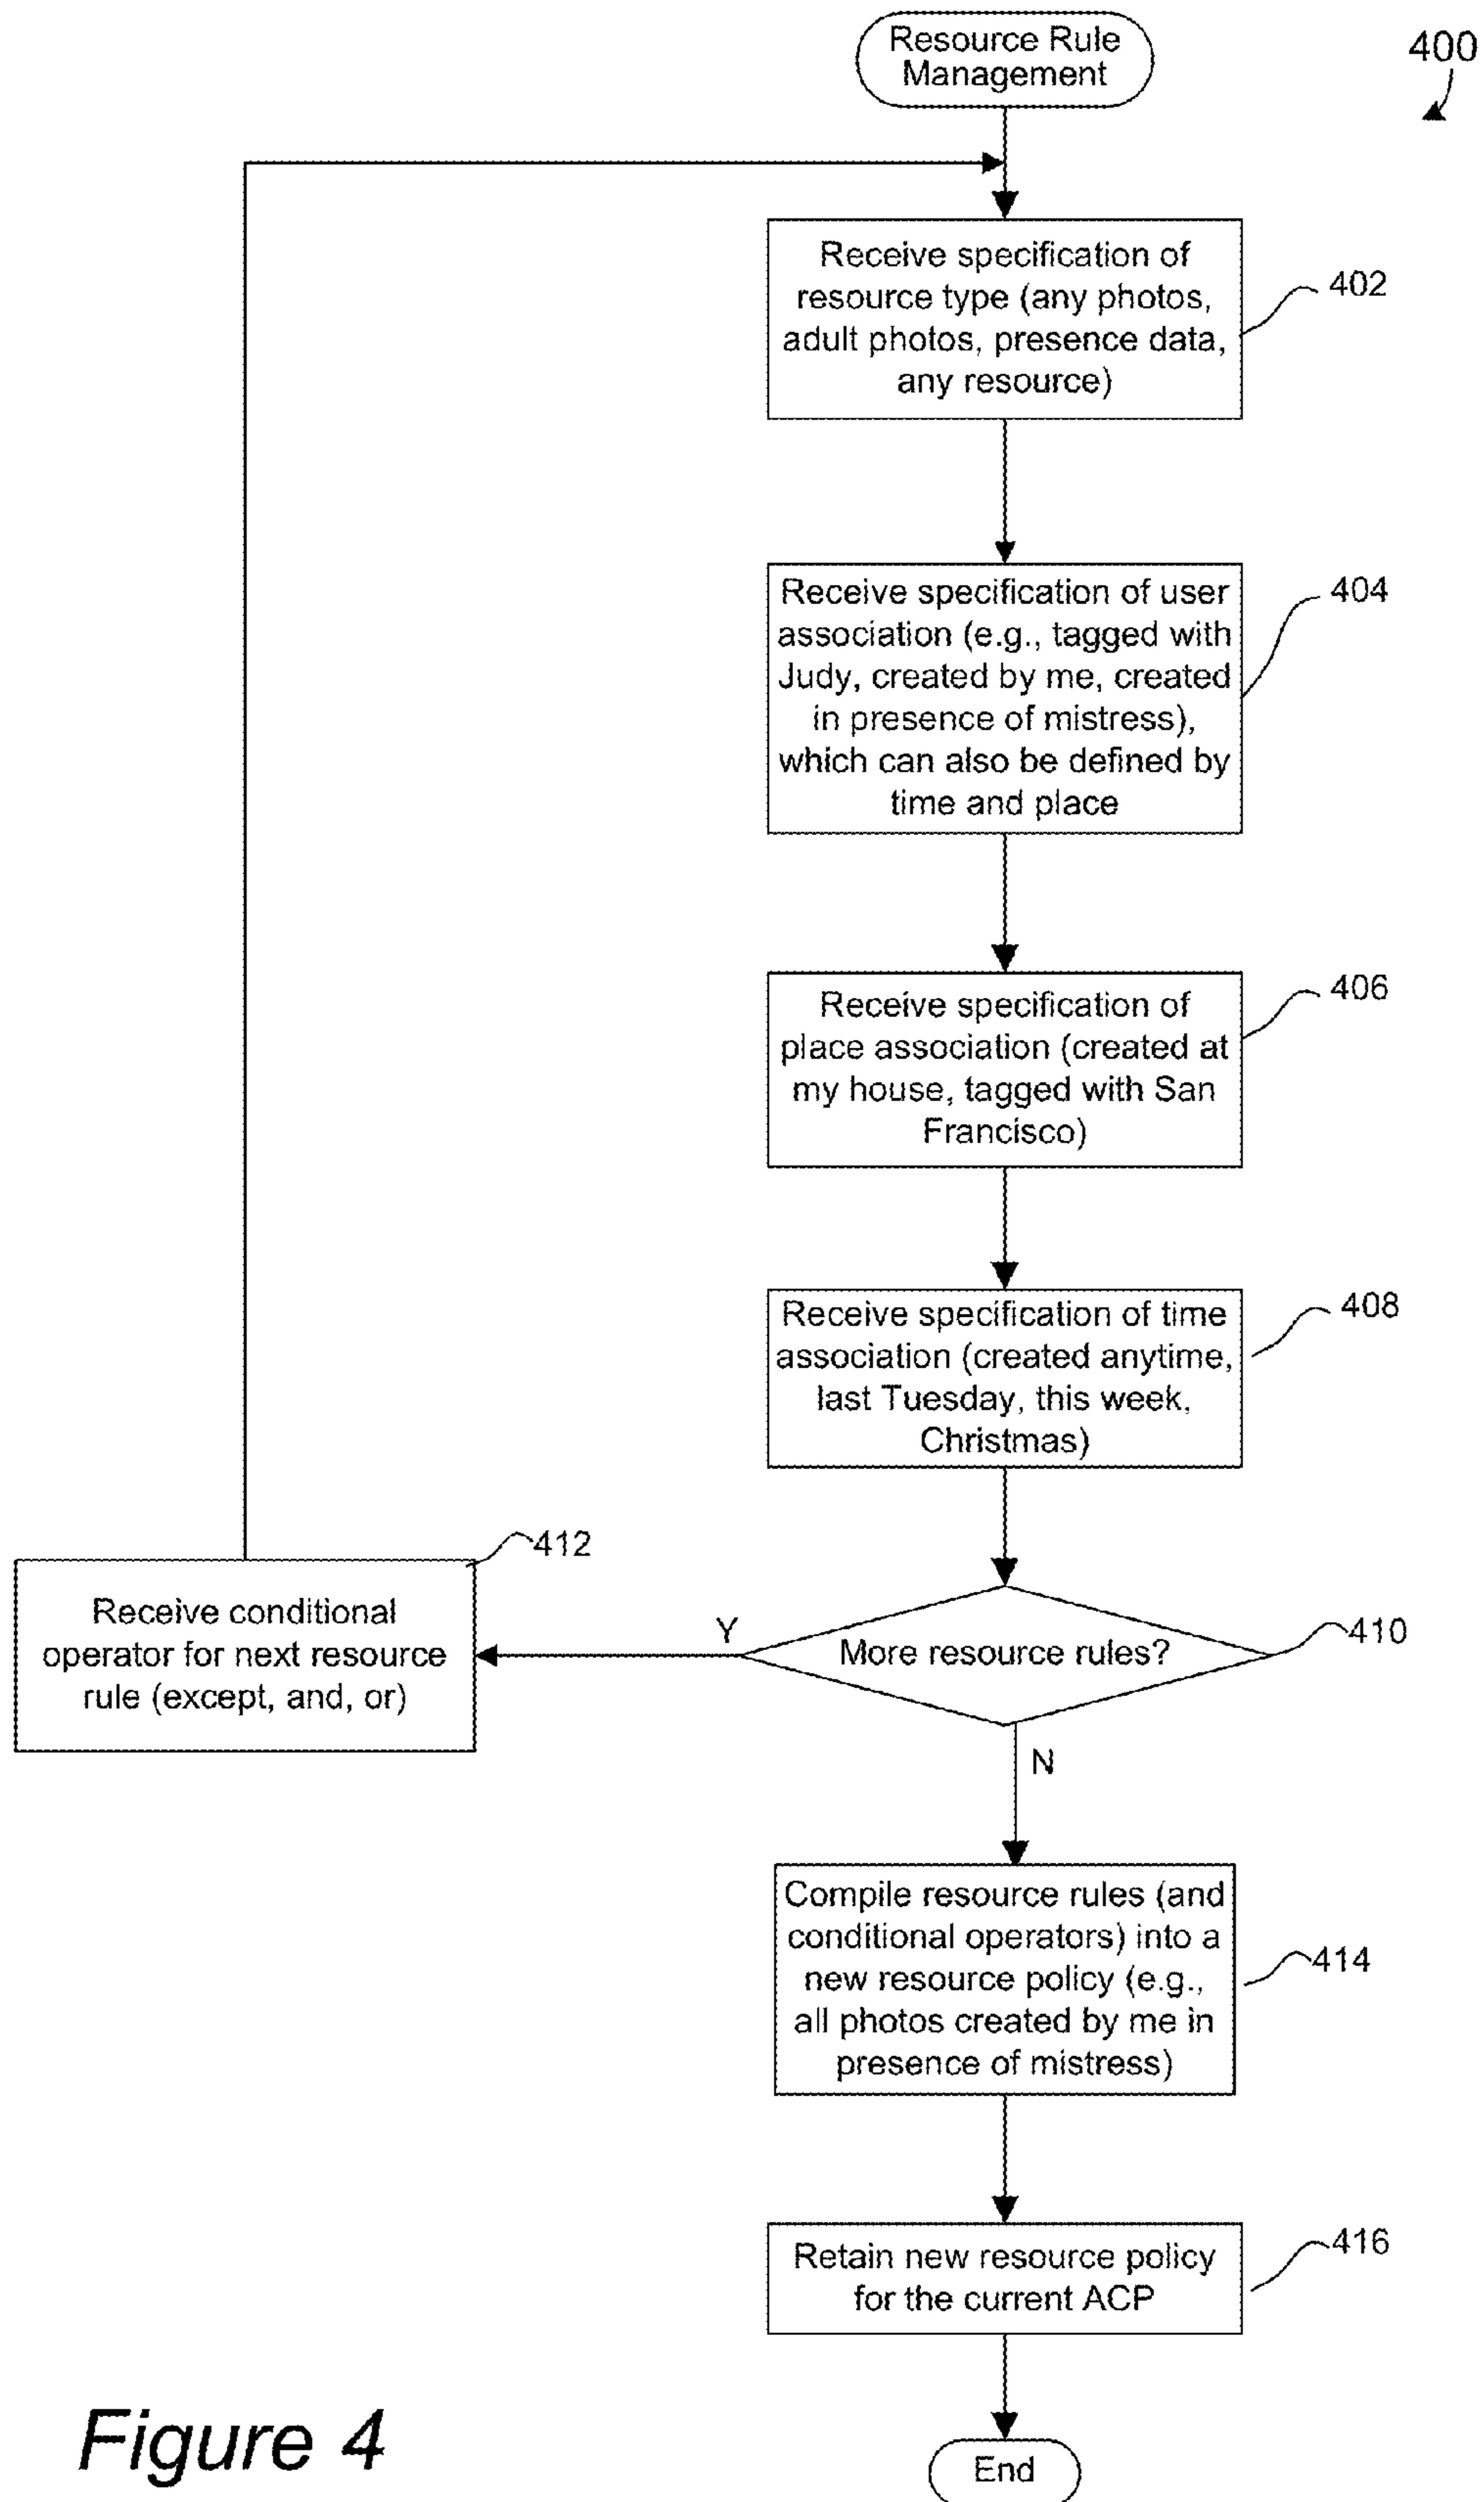 Resource Rule
Management
400
Receive specification of
resource type (any photos,
adult photos, presence data,
any resource)
402
Receive specification of user
association (e.g., tagged with
Judy, created by me, created
in presence of mistress),
which can also be defined by
time and place
404
Receive specification of
place association (created at
my house, tagged with San
Francisco)
406
Receive specification of time
association (created anytime,
last Tuesday, this week,
Christmas)
408
412
Receive conditional
operator for next resource
rule (except, and, or)
Y
More resource rules?
410
N
Compile resource rules (and
conditional operators) into a
new resource policy (e.g.,
all photos created by me in
presence of mistress)
414
Retain new resource policy
for the current ACP
416
End
Figure 4